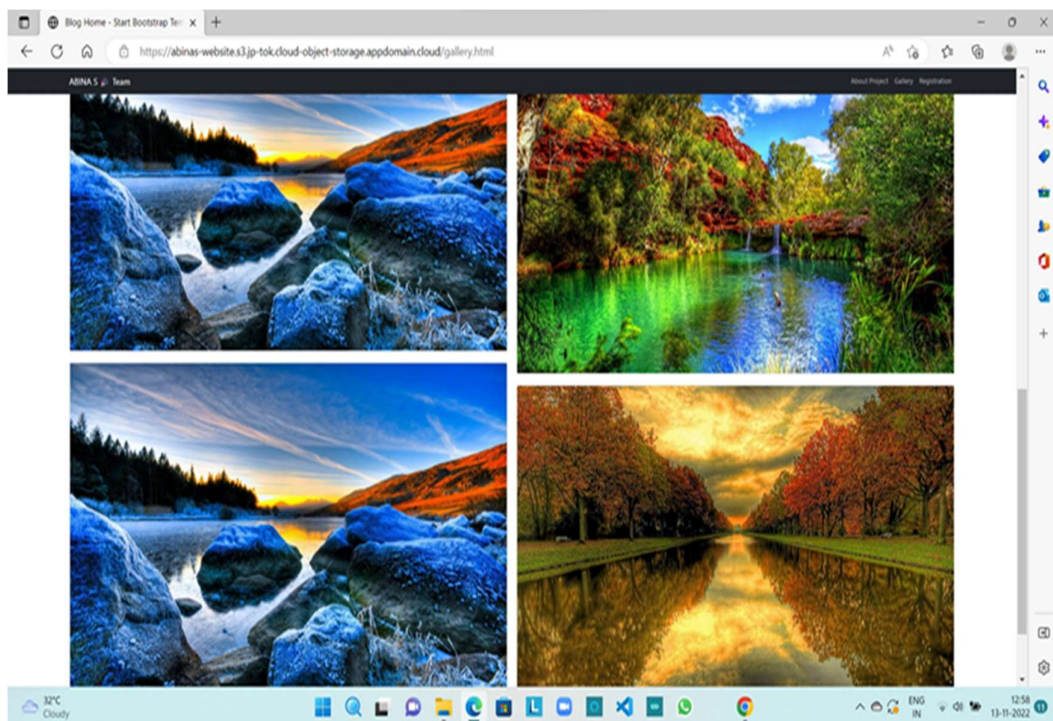 Blog Home - Start Bootstrap Tem
https://abinas-website.s3.jp-tok.cloud-object-storage.appdomain.cloud/gallery.html
ABINA S Team
About Project Gallery Registration
32°C
Cloudy
ENG
IN
12:58
13-11-2022